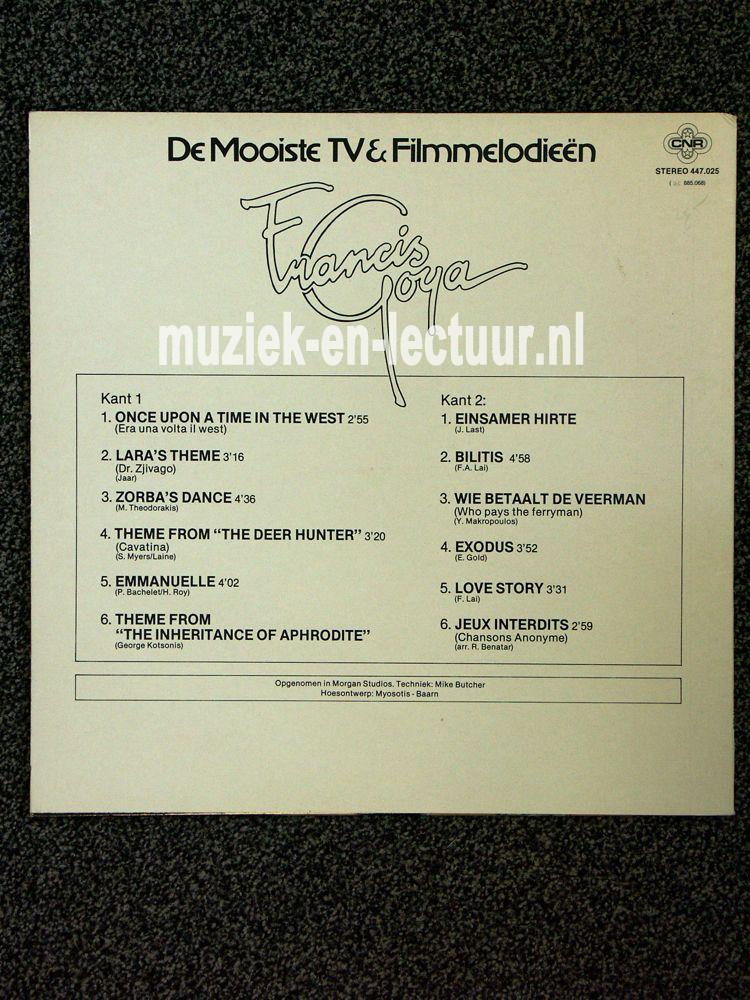 De Mooiste TV & Filmmelodieën
CNR
STEREO 447.025
885.068)
Francis
Goya
muziek-en-lectuur.nl
Kant 1
1. ONCE UPON A TIME IN THE WEST 2'55
(Era una volta il west)
2. LARA'S THEME 3'16
(Dr. Zjivago)
(Jaar)
3. ZORBA'S DANCE 4'36
(M. Theodorakis)
4. THEME FROM "THE DEER HUNTER" 3'20
(Cavatina)
(S. Myers/Laine)
5. EMMANUELLE 4'02
(P. Bachelet/H. Roy)
6. THEME FROM
"THE INHERITANCE OF APHRODITE"
(George Kotsonis)
Kant 2:
1. EINSAMER HIRTE
(J. Last)
2. BILITIS 4'58
(F.A. Lai)
3. WIE BETAALT DE VEERMAN
(Who pays the ferryman)
(Y. Makropoulos)
4. EXODUS 3'52
(E. Gold)
5. LOVE STORY 3'31
(F. Lai)
6. JEUX INTERDITS 2'59
(Chansons Anonyme)
(arr. R. Benatar)
Opgenomen in Morgan Studios. Techniek: Mike Butcher
Hoesontwerp: Myosotis - Baarn